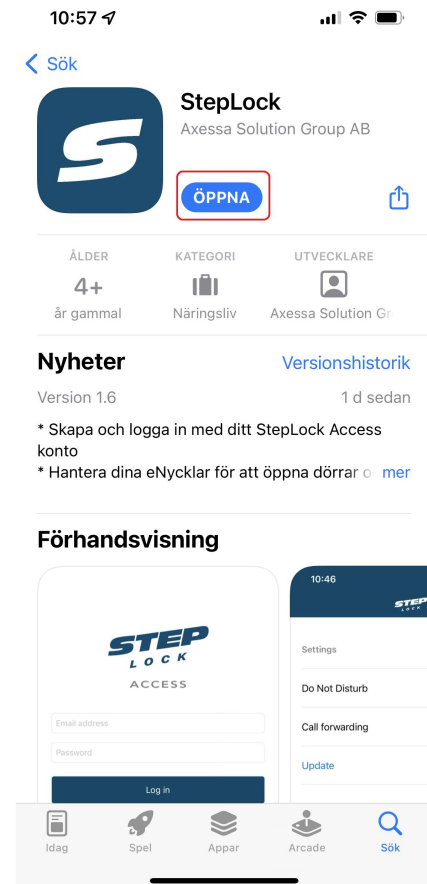 10:57
Sök
StepLock
Axessa Solution Group AB
ÖPPNA
ÅLDER
4+
år gammal
KATEGORI
Näringsliv
UTVECKLARE
Axessa Solution Gr
Nyheter
Versionshistorik
Version 1.6
1 d sedan
* Skapa och logga in med ditt StepLock Access
konto
* Hantera dina eNycklar för att öppna dörrar o mer
Förhandsvisning
STEP
LOCK
ACCESS
Email address
Password
Log in
10:46
STEP
LOCK
Settings
Do Not Disturb
Call forwarding
Update
Idag
Spel
Appar
Arcade
Sök